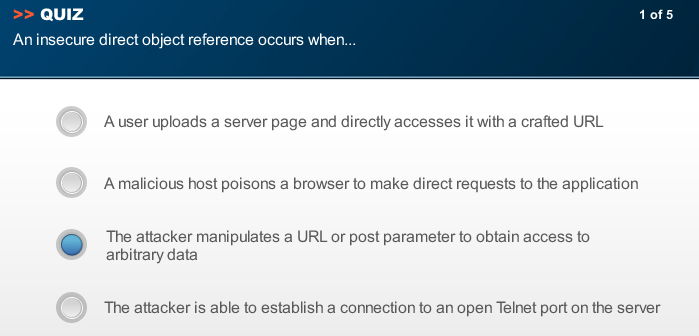 >> QUIZ
1 of 5
An insecure direct object reference occurs when...
A user uploads a server page and directly accesses it with a crafted URL
A malicious host poisons a browser to make direct requests to the application
The attacker manipulates a URL or post parameter to obtain access to
arbitrary data
The attacker is able to establish a connection to an open Telnet port on the server